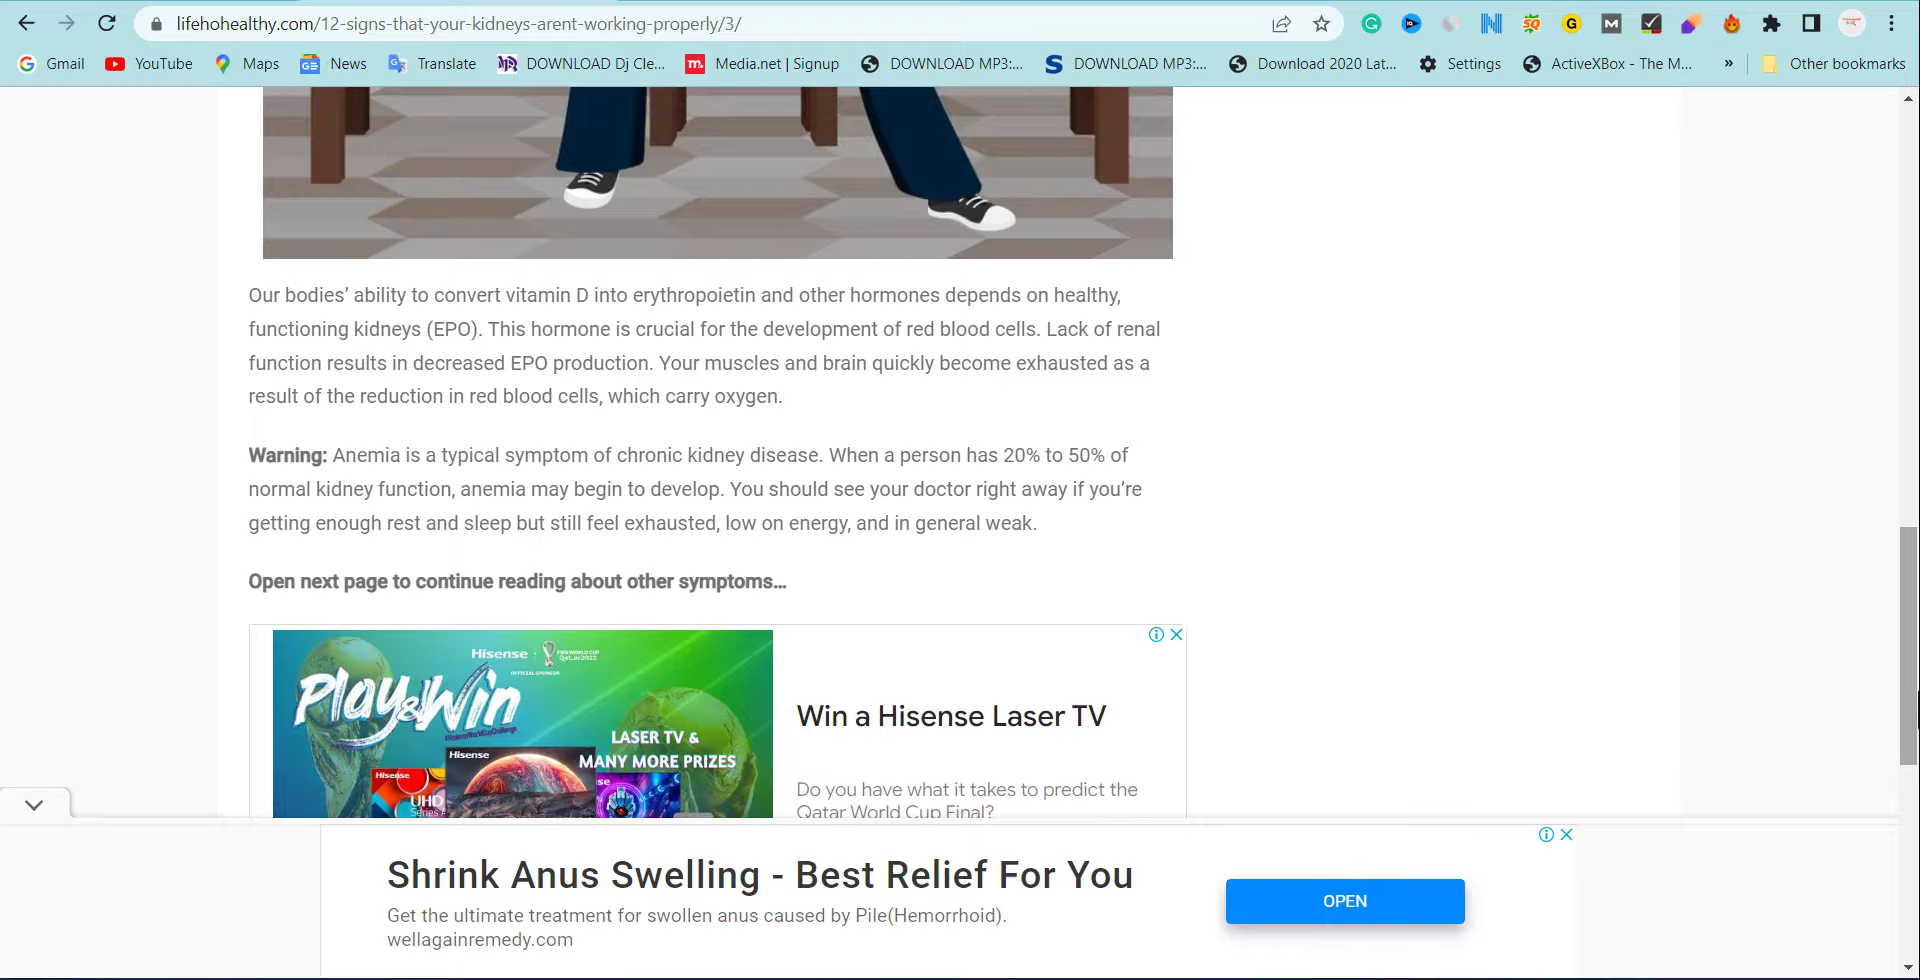 lifehohealthy.com/12-signs-that-your-kidneys-arent-working-properly/3/
Gmail YouTube Maps News Translate DOWNLOAD Dj Cle... Media.net | Signup DOWNLOAD MP3:... DOWNLOAD MP3:... Download 2020 Lat... Settings ActiveXBox - The M... » Other bookmarks
Our bodies’ ability to convert vitamin D into erythropoietin and other hormones depends on healthy,
functioning kidneys (EPO). This hormone is crucial for the development of red blood cells. Lack of renal
function results in decreased EPO production. Your muscles and brain quickly become exhausted as a
result of the reduction in red blood cells, which carry oxygen.
Warning: Anemia is a typical symptom of chronic kidney disease. When a person has 20% to 50% of
normal kidney function, anemia may begin to develop. You should see your doctor right away if you’re
getting enough rest and sleep but still feel exhausted, low on energy, and in general weak.
Open next page to continue reading about other symptoms...
Hisense
FIFA WORLD CUP
Qatar2022
OFFICIAL SPONSOR
Play&Win
#HisenseWorldCupChallenge
LASER TV &
MANY MORE PRIZES
Hisense
Hisense
UHD
Series
Win a Hisense Laser TV
Do you have what it takes to predict the
Qatar World Cup Final?
Shrink Anus Swelling - Best Relief For You
Get the ultimate treatment for swollen anus caused by Pile(Hemorrhoid).
wellagainremedy.com
OPEN